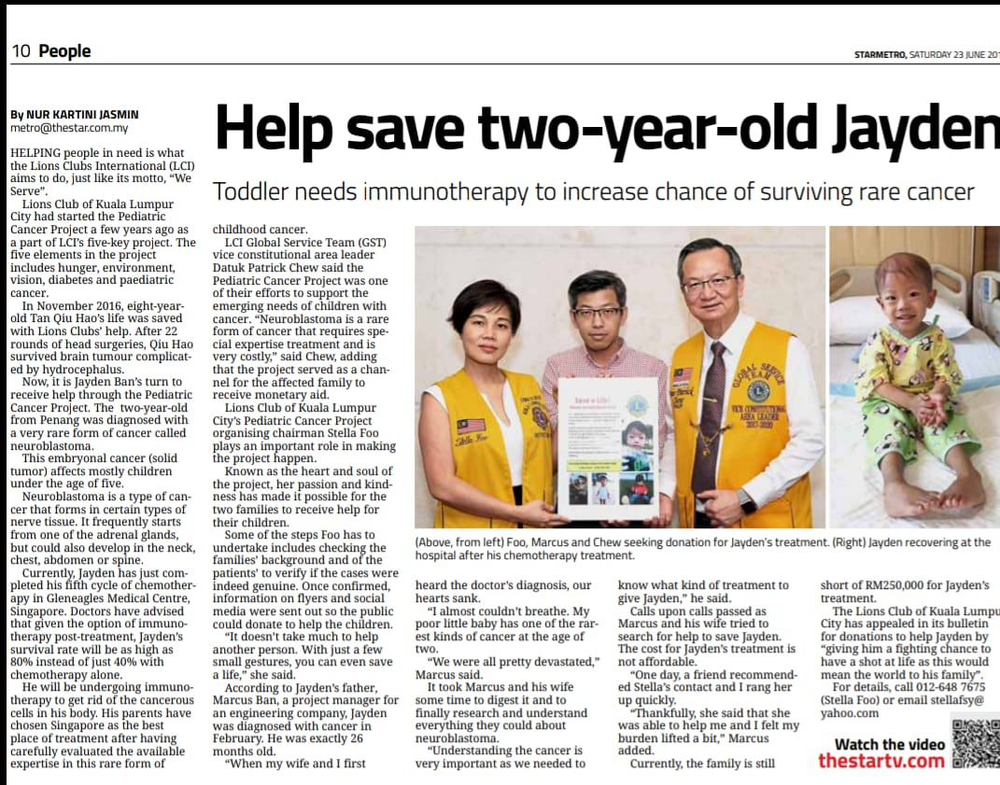 10 People
STARMETRO, SATURDAY 23 JUNE 201
By NUR KARTINI JASMIN
metro@thestar.com.my
Help save two-year-old Jayden
Toddler needs immunotherapy to increase chance of surviving rare cancer
HELPING people in need is what
the Lions Clubs International (LCI)
aims to do, just like its motto, “We
Serve”.
Lions Club of Kuala Lumpur
City had started the Pediatric
Cancer Project a few years ago as
a part of LCI’s five-key project. The
five elements in the project
includes hunger, environment,
vision, diabetes and paediatric
cancer.
In November 2016, eight-year-
old Tan Qiu Hao’s life was saved
with Lions Clubs’ help. After 22
rounds of head surgeries, Qiu Hao
survived brain tumour complicat-
ed by hydrocephalus.
Now, it is Jayden Ban’s turn to
receive help through the Pediatric
Cancer Project. The two-year-old
from Penang was diagnosed with
a very rare form of cancer called
neuroblastoma.
This embryonal cancer (solid
tumor) affects mostly children
under the age of five.
Neuroblastoma is a type of can-
cer that forms in certain types of
nerve tissue. It frequently starts
from one of the adrenal glands,
but could also develop in the neck,
chest, abdomen or spine.
Currently, Jayden has just com-
pleted his fifth cycle of chemother-
apy in Gleneagles Medical Centre,
Singapore. Doctors have advised
that given the option of immuno-
therapy post-treatment, Jayden’s
survival rate will be as high as
80% instead of just 40% with
chemotherapy alone.
He will be undergoing immuno-
therapy to get rid of the cancerous
cells in his body. His parents have
chosen Singapore as the best
place of treatment after having
carefully evaluated the available
expertise in this rare form of
childhood cancer.
LCI Global Service Team (GST)
vice constitutional area leader
Datuk Patrick Chew said the
Pediatric Cancer Project was one
of their efforts to support the
emerging needs of children with
cancer. “Neuroblastoma is a rare
form of cancer that requires spe-
cial expertise treatment and is
very costly,” said Chew, adding
that the project served as a chan-
nel for the affected family to
receive monetary aid.
Lions Club of Kuala Lumpur
City’s Pediatric Cancer Project
organising chairman Stella Foo
plays an important role in making
the project happen.
Known as the heart and soul of
the project, her passion and kind-
ness has made it possible for the
two families to receive help for
their children.
Some of the steps Foo has to
undertake includes checking the
families’ background and of the
patients’ to verify if the cases were
indeed genuine. Once confirmed,
information on flyers and social
media were sent out so the public
could donate to help the children.
“It doesn’t take much to help
another person. With just a few
small gestures, you can even save
a life,” she said.
According to Jayden’s father,
Marcus Ban, a project manager for
an engineering company, Jayden
was diagnosed with cancer in
February. He was exactly 26
months old.
“When my wife and I first
Stella Foo
Save a Life!
GLOBAL SERVICE
TEAM
VICE CONSTITUTIONAL
AREA LEADER
2017-2020
(Above, from left) Foo, Marcus and Chew seeking donation for Jayden’s treatment. (Right) Jayden recovering at the
hospital after his chemotherapy treatment.
heard the doctor’s diagnosis, our
hearts sank.
“I almost couldn’t breathe. My
poor little baby has one of the rar-
est kinds of cancer at the age of
two.
“We were all pretty devastated,”
Marcus said.
It took Marcus and his wife
some time to digest it and to
finally research and understand
everything they could about
neuroblastoma.
“Understanding the cancer is
very important as we needed to
know what kind of treatment to
give Jayden,” he said.
Calls upon calls passed as
Marcus and his wife tried to
search for help to save Jayden.
The cost for Jayden’s treatment is
not affordable.
“One day, a friend recommend-
ed Stella’s contact and I rang her
up quickly.
“Thankfully, she said that she
was able to help me and I felt my
burden lifted a bit,” Marcus
added.
Currently, the family is still
short of RM250,000 for Jayden’s
treatment.
The Lions Club of Kuala Lumpu
City has appealed in its bulletin
for donations to help Jayden by
“giving him a fighting chance to
have a shot at life as this would
mean the world to his family”.
For details, call 012-648 7675
(Stella Foo) or email stellafsy@
yahoo.com
Watch the video
thestartv.com